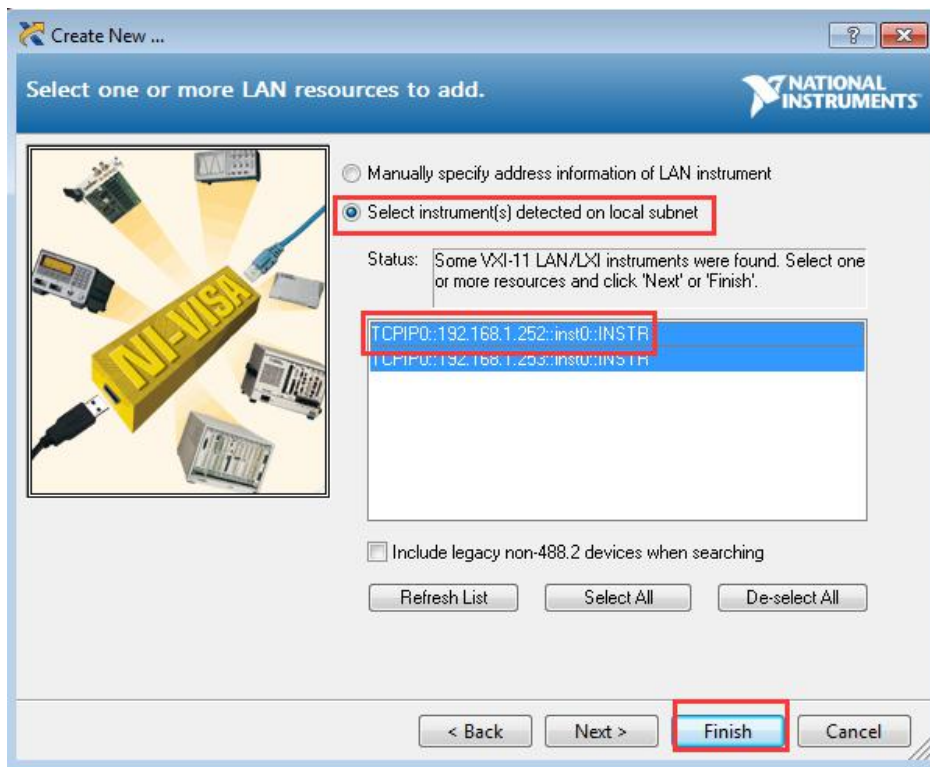 Create New ...
Select one or more LAN resources to add.
NATIONAL
INSTRUMENTS
NI-VISA
Manually specify address information of LAN instrument
Select instrument(s) detected on local subnet
Status:
Some VXI-11 LAN/LXI instruments were found. Select one
or more resources and click 'Next' or 'Finish'.
TCPIP0::192.168.1.252::inst0::INSTR
TCPIP0::192.168.1.253::inst0::INSTR
Include legacy non-488.2 devices when searching
Refresh List
Select All
De-select All
< Back
Next >
Finish
Cancel